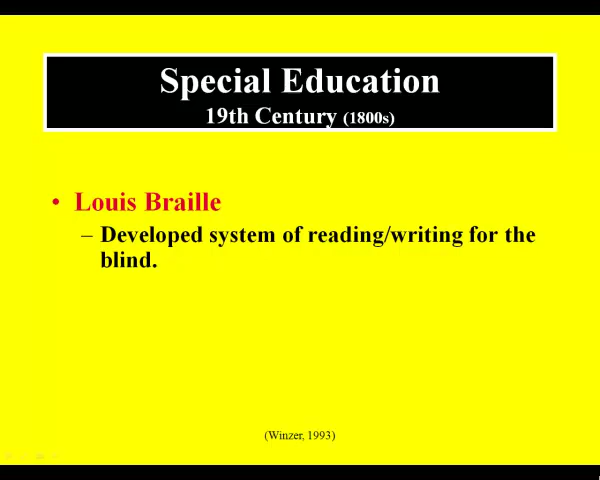 Special Education
19th Century (1800s)
• Louis Braille
– Developed system of reading/writing for the
blind.
(Winzer, 1993)